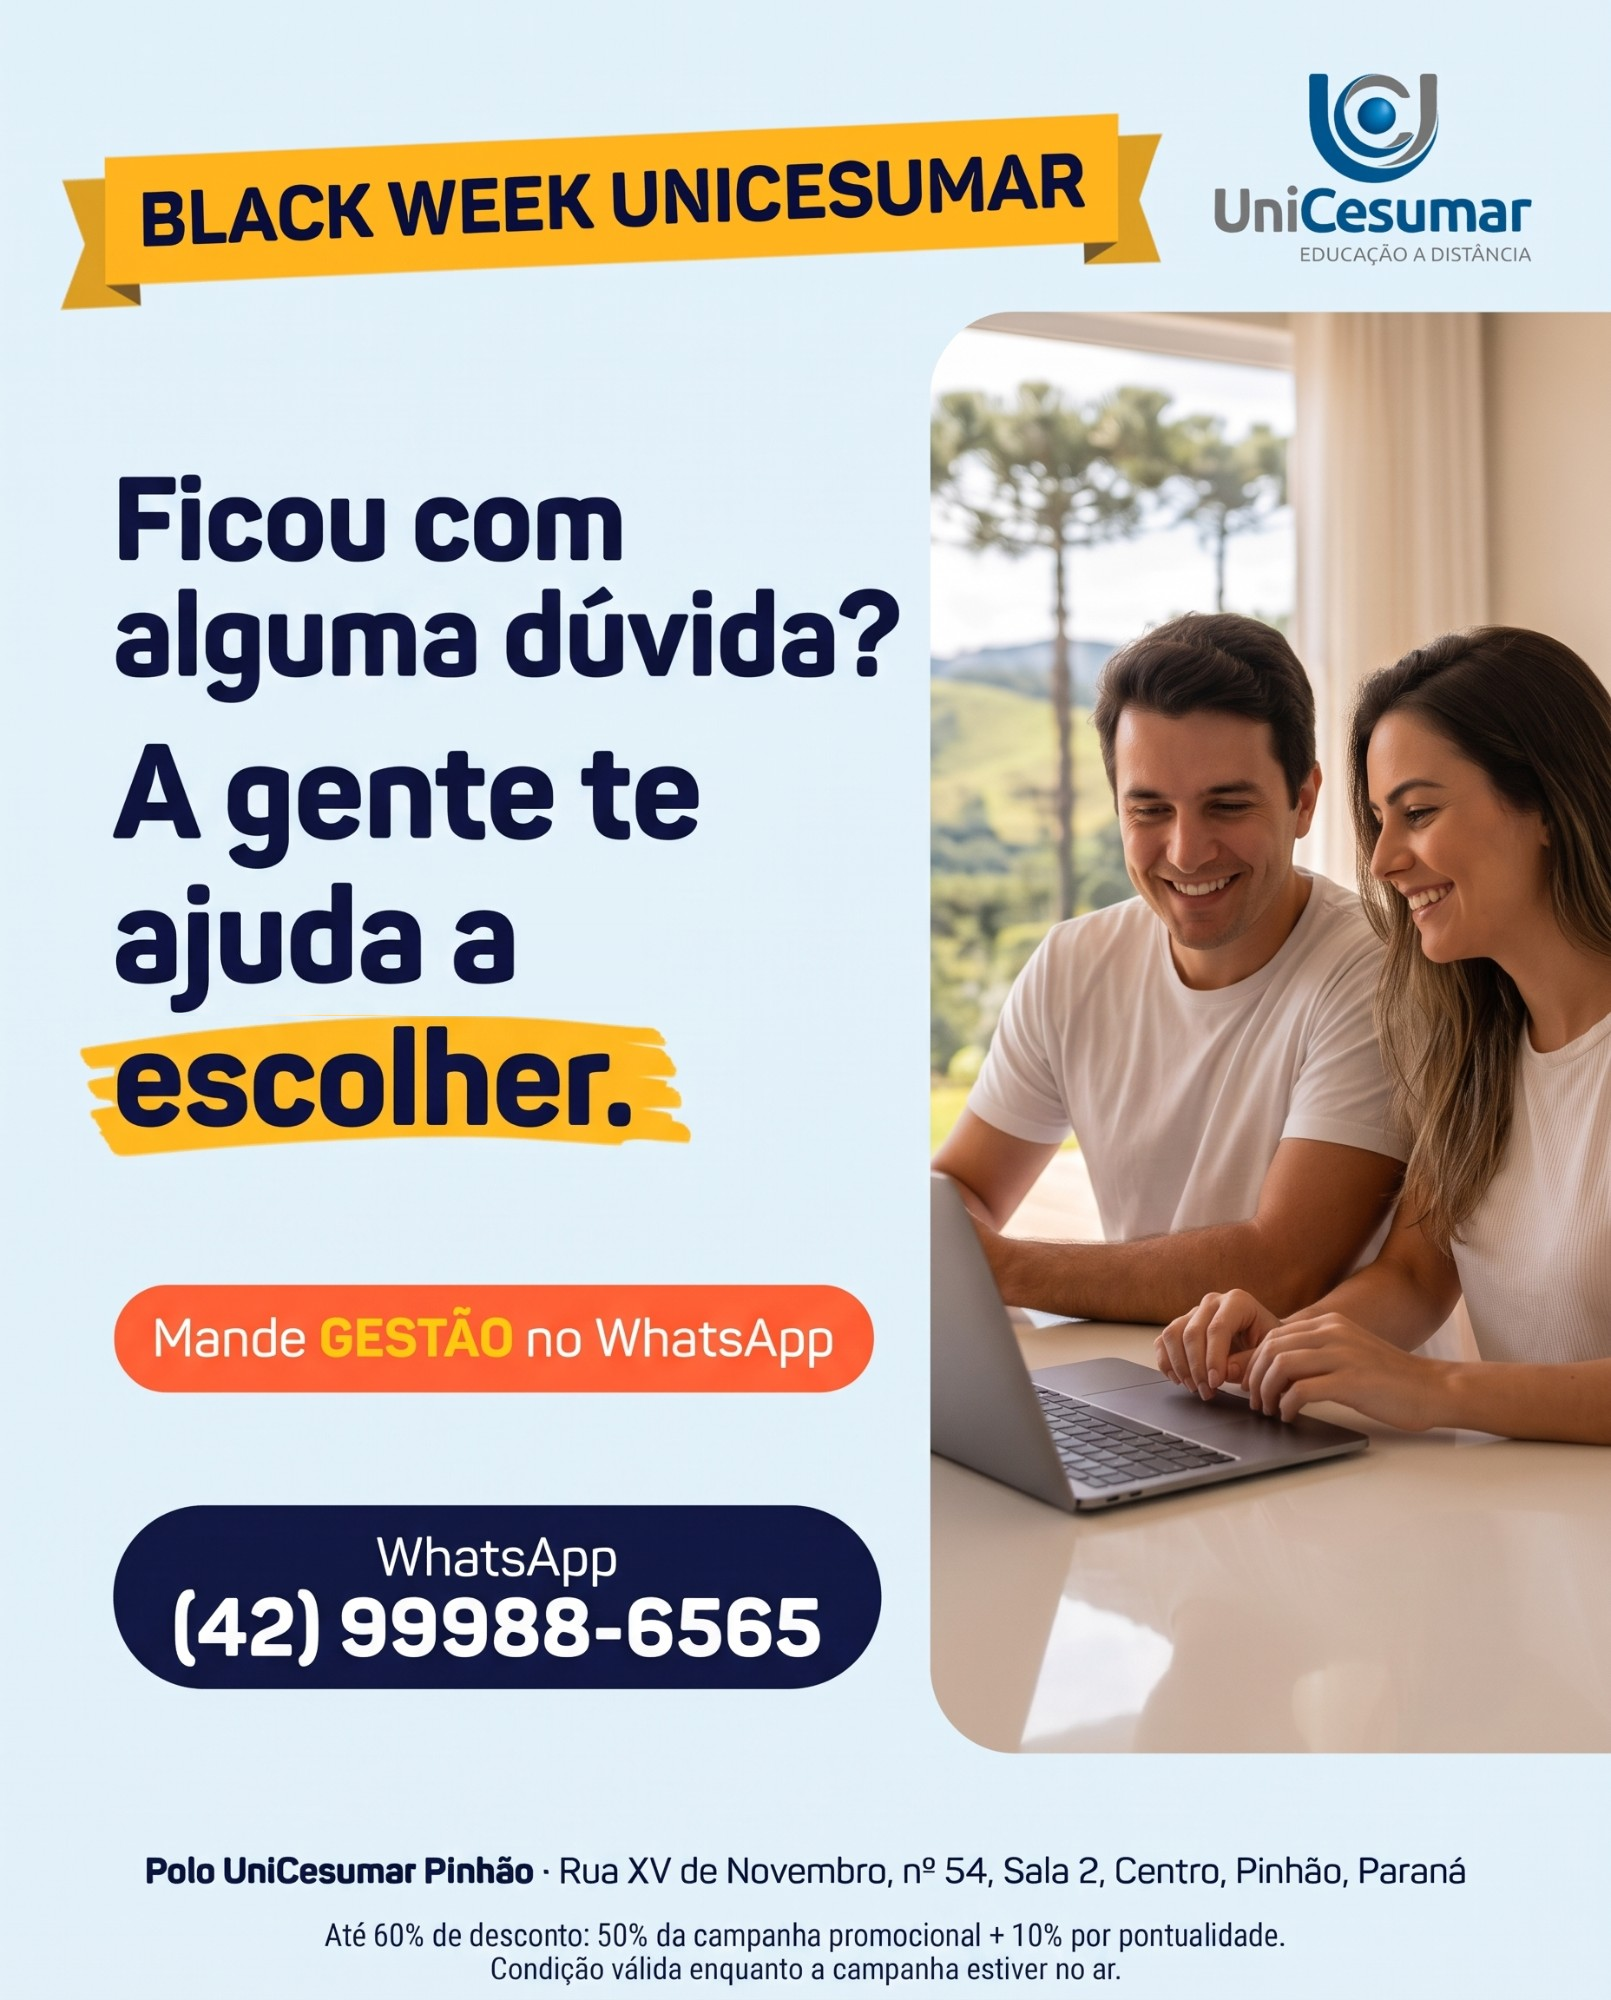 BLACK WEEK UNICESUMAR
UniCesumar
EDUCAÇÃO A DISTÂNCIA
Ficou com
alguma dúvida?
A gente te
ajuda a
escolher.
Mande GESTÃO no WhatsApp
WhatsApp
(42) 99988-6565
Polo UniCesumar Pinhão · Rua XV de Novembro, nº 54, Sala 2, Centro, Pinhão, Paraná
Até 60% de desconto: 50% da campanha promocional + 10% por pontualidade.
Condição válida enquanto a campanha estiver no ar.